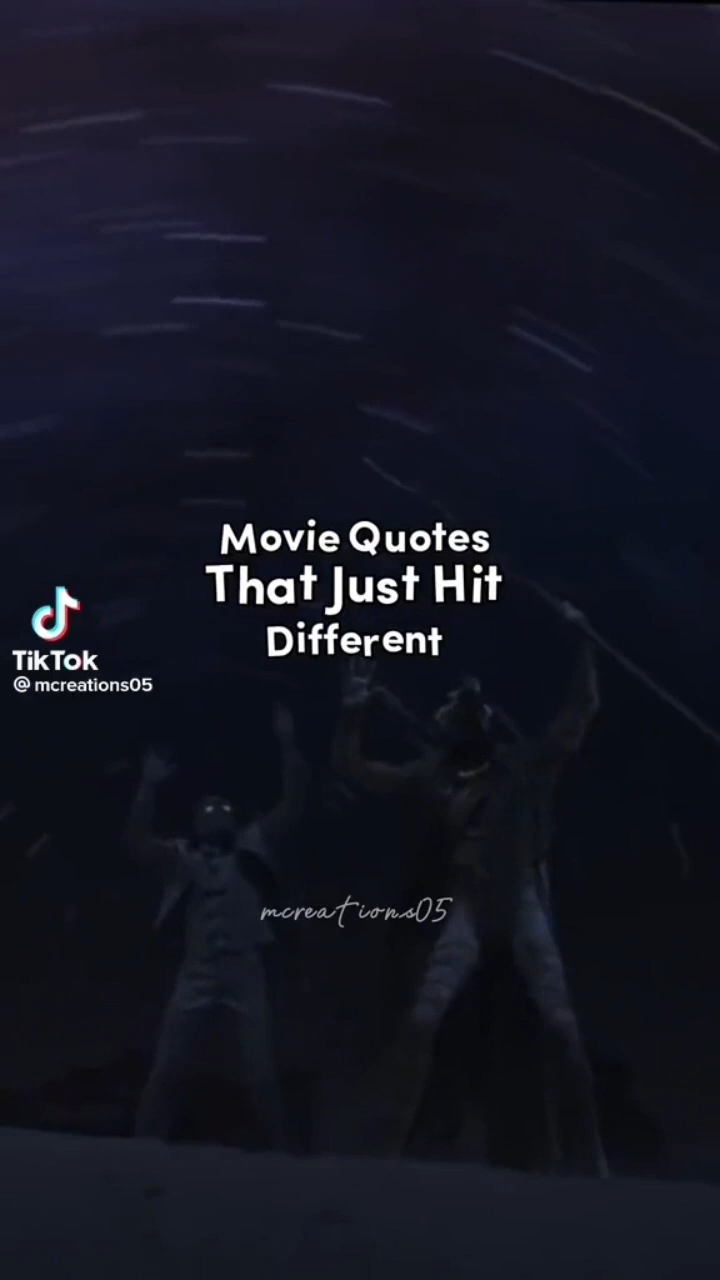 Movie Quotes
That Just Hit
Different
TikTok
@ mcreations05
mcreations05